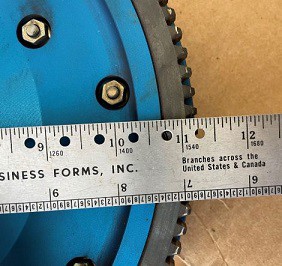 9 10 11 12
1260 1400 1540 1680
SINESS FORMS, INC.
Branches across the
United States & Canada
9 8 7 6